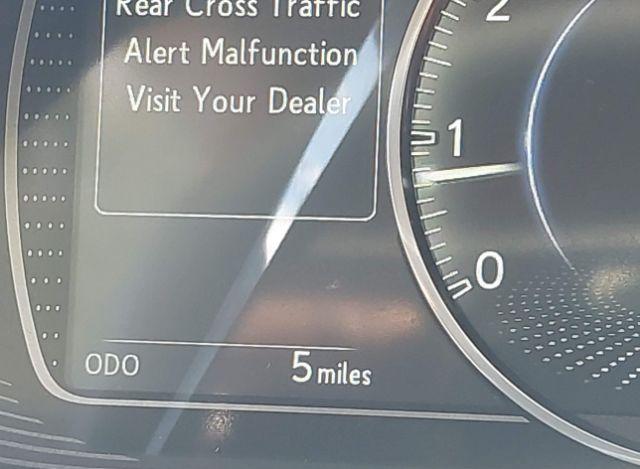 Rear Cross Traffic
Alert Malfunction
Visit Your Dealer
2
1
0
ODO 5 miles